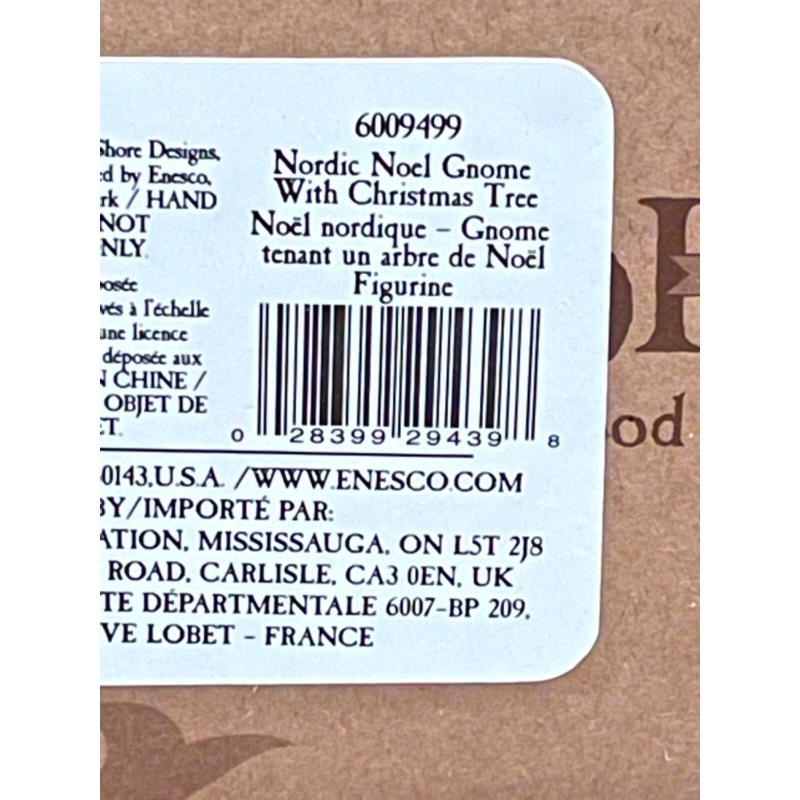 6009499
Nordic Noel Gnome
With Christmas Tree
Noël nordique – Gnome
tenant un arbre de Noël
Figurine
0 28399 29439 8
Shore Designs,
ed by Enesco,
rk / HAND
NOT
NLY.
posée
vés à l'échelle
une licence
déposée aux
N CHINE /
OBJET DE
ET.
0143,U.S.A. /WWW.ENESCO.COM
BY/IMPORTÉ PAR:
ATION, MISSISSAUGA, ON L5T 2J8
ROAD, CARLISLE, CA3 0EN, UK
TE DÉPARTMENTALE 6007-BP 209,
VE LOBET – FRANCE
od